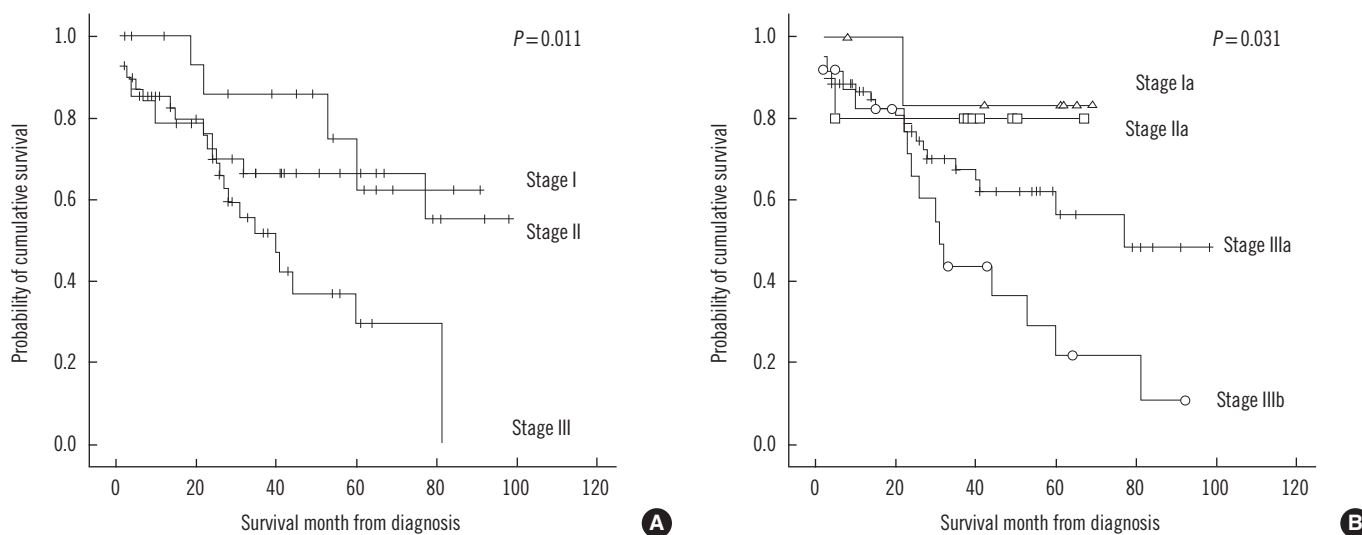 P=0.011
1.0
0.8
0.6
0.4
0.2
0.0
Probability of cumulative survival
Stage I
Stage II
Stage III
0 20 40 60 80 100 120
Survival month from diagnosis
A
P=0.031
1.0
0.8
0.6
0.4
0.2
0.0
Probability of cumulative survival
Stage Ia
Stage IIa
Stage IIIa
Stage IIIb
0 20 40 60 80 100 120
Survival month from diagnosis
B